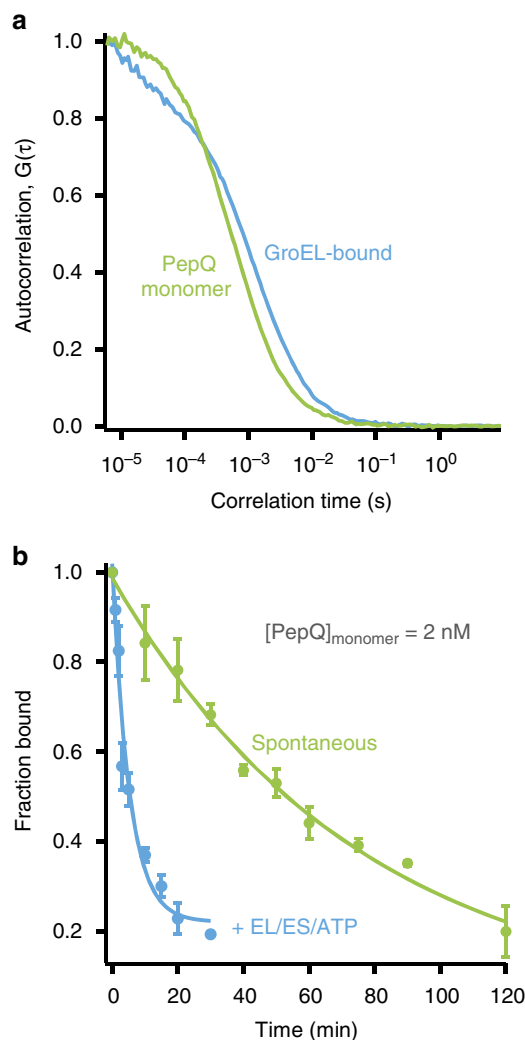 a
1.0
0.8
0.6
0.4
0.2
0.0
Autocorrelation, G(τ)
GroEL-bound
PepQ
monomer
10⁻⁵ 10⁻⁴ 10⁻³ 10⁻² 10⁻¹ 10⁰
Correlation time (s)
b
1.0
0.8
0.6
0.4
0.2
Fraction bound
[PepQ]monomer = 2 nM
Spontaneous
+ EL/ES/ATP
0 20 40 60 80 100 120
Time (min)